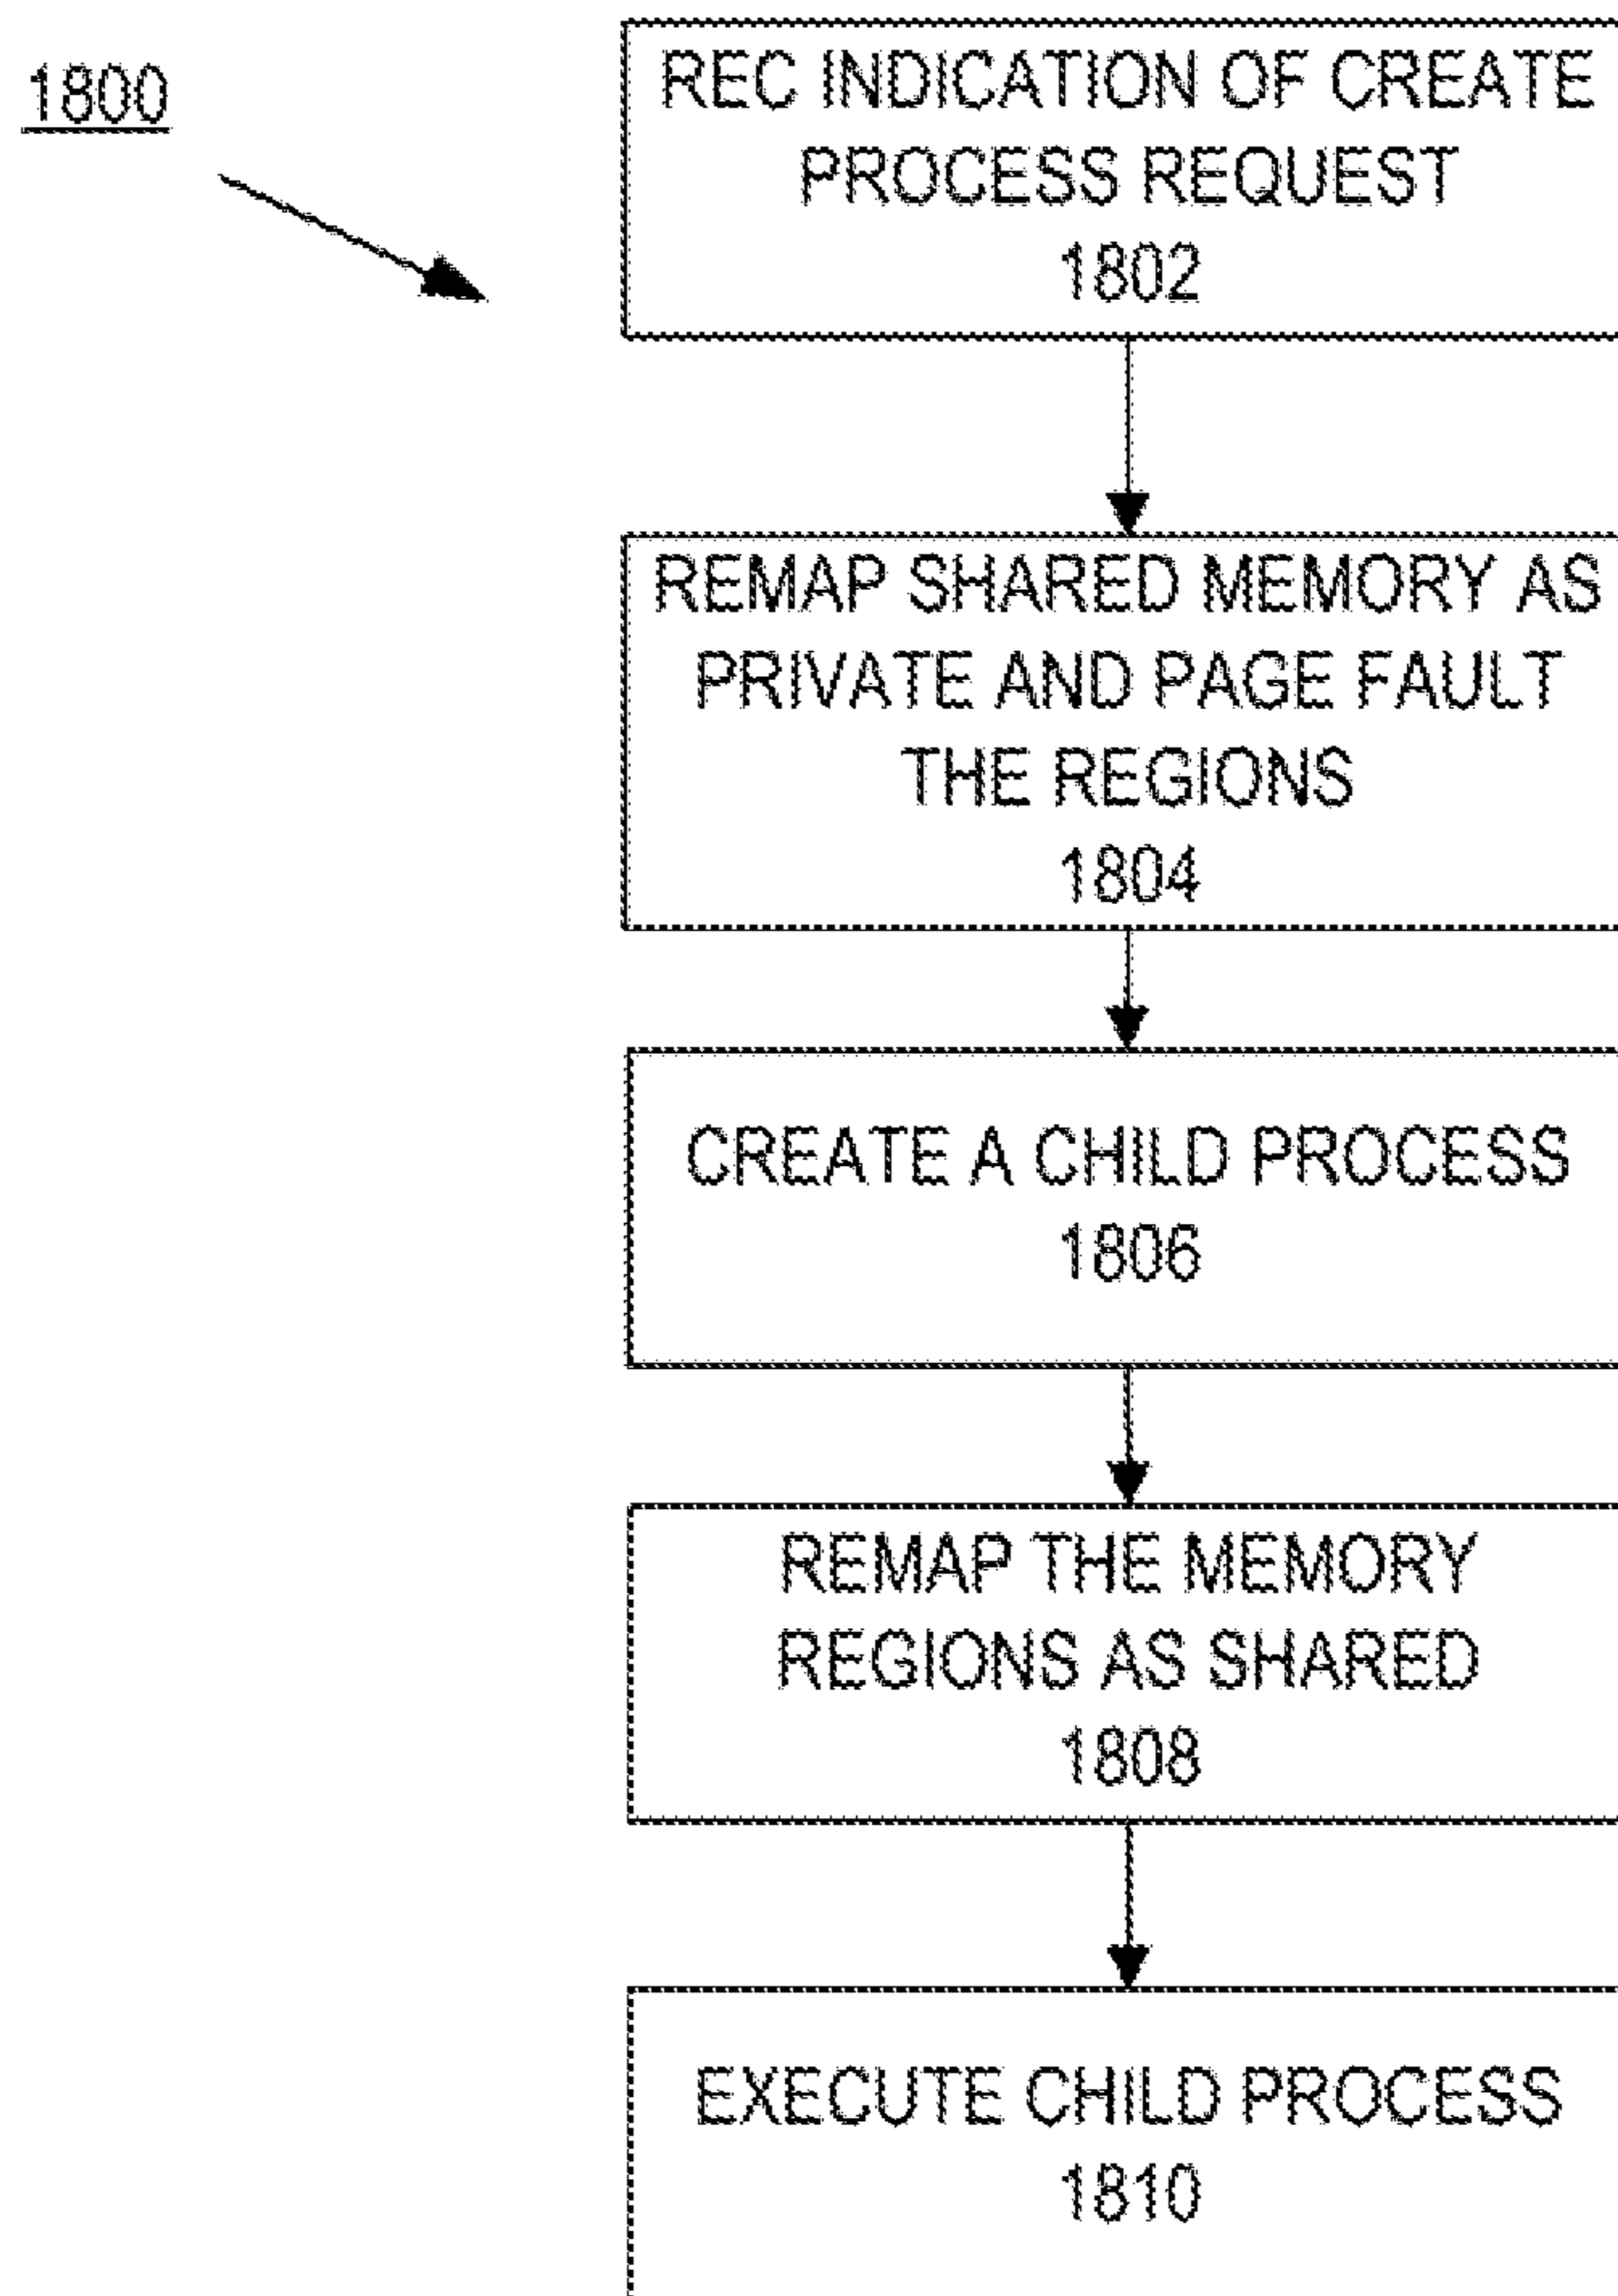 1800
REC INDICATION OF CREATE
PROCESS REQUEST
1802
REMAP SHARED MEMORY AS
PRIVATE AND PAGE FAULT
THE REGIONS
1804
CREATE A CHILD PROCESS
1806
REMAP THE MEMORY
REGIONS AS SHARED
1808
EXECUTE CHILD PROCESS
1810